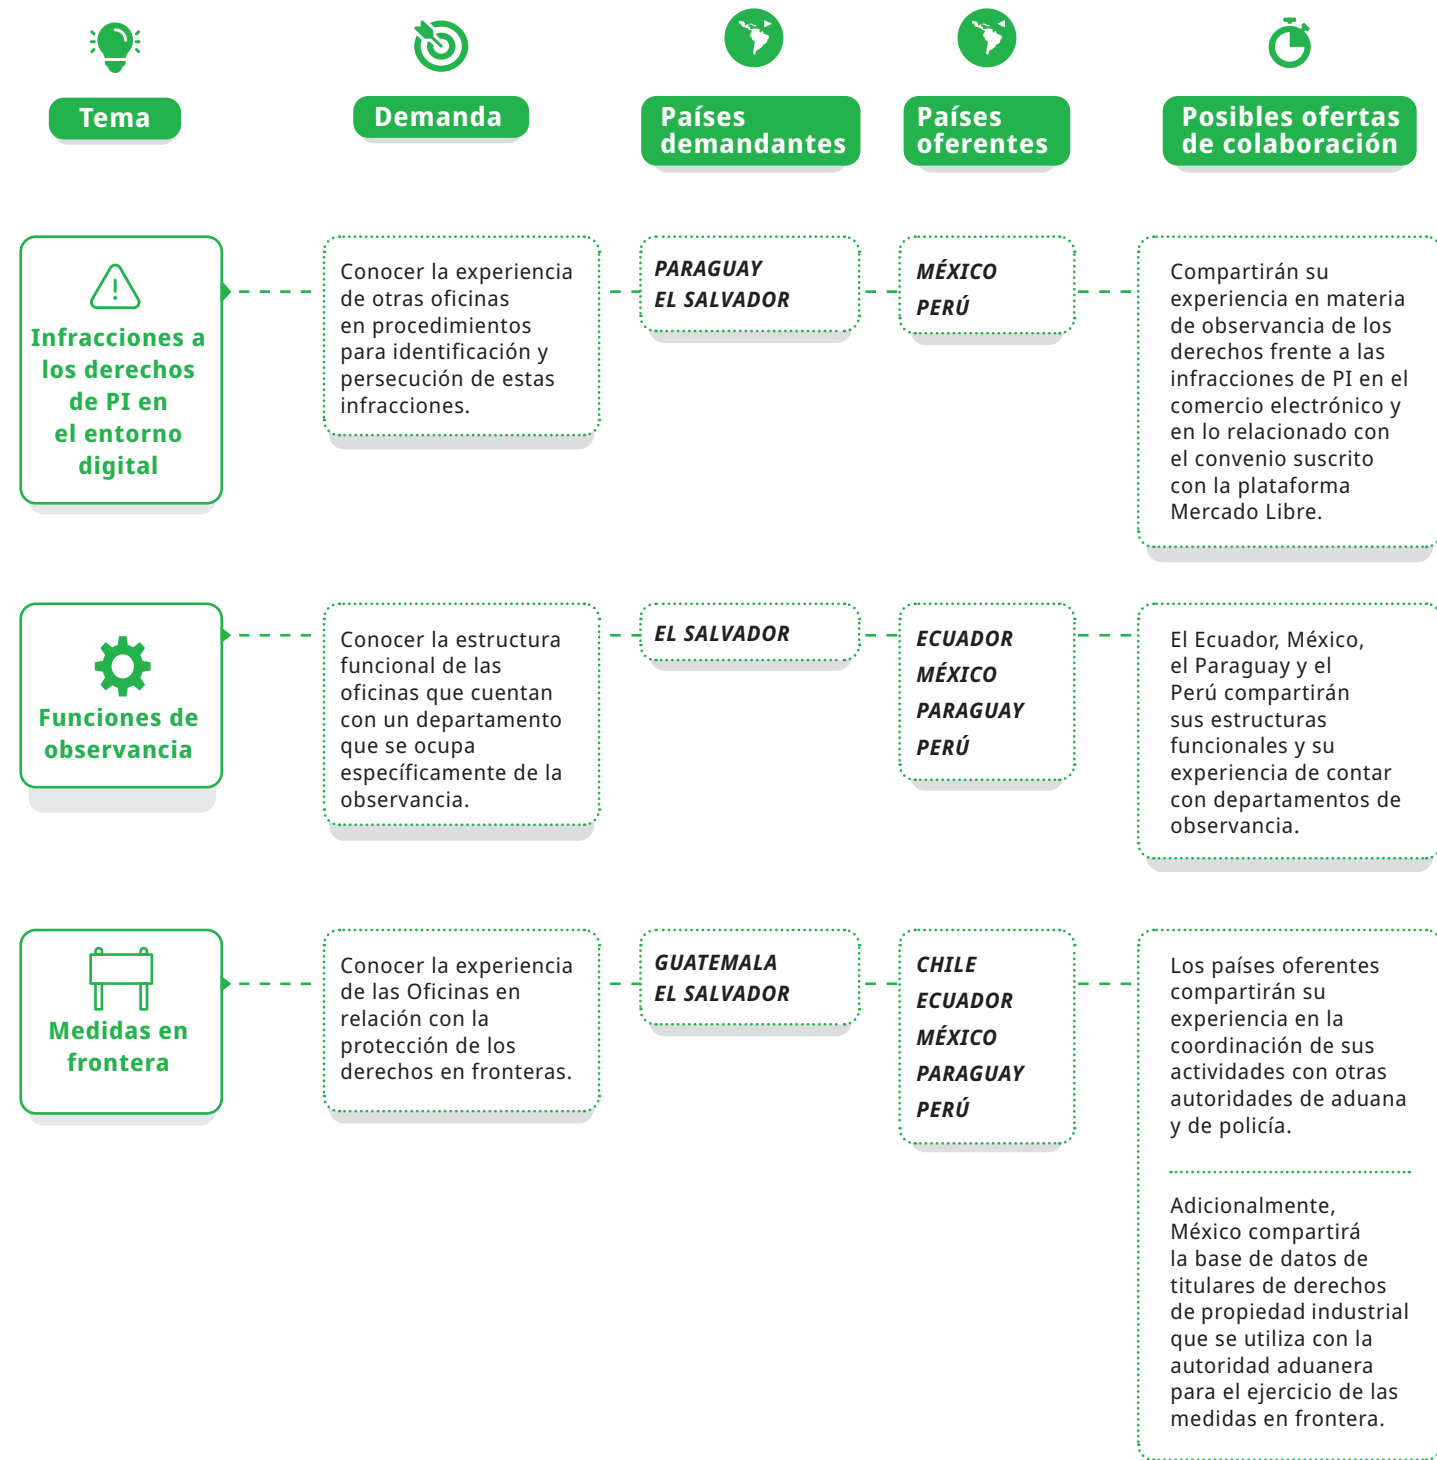 Tema
Demanda
Países
demandantes
Países
oferentes
Posibles ofertas
de colaboración
Infracciones a
los derechos
de PI en
el entorno
digital
Conocer la experiencia
de otras oficinas
en procedimientos
para identificación y
persecución de estas
infracciones.
PARAGUAY
EL SALVADOR
MÉXICO
PERÚ
Compartirán su
experiencia en materia
de observancia de los
derechos frente a las
infracciones de PI en el
comercio electrónico y
en lo relacionado con
el convenio suscrito
con la plataforma
Mercado Libre.
Funciones de
observancia
Conocer la estructura
funcional de las
oficinas que cuentan
con un departamento
que se ocupa
específicamente de la
observancia.
EL SALVADOR
ECUADOR
MÉXICO
PARAGUAY
PERÚ
El Ecuador, México,
el Paraguay y el
Perú compartirán
sus estructuras
funcionales y su
experiencia de contar
con departamentos de
observancia.
Medidas en
frontera
Conocer la experiencia
de las Oficinas en
relación con la
protección de los
derechos en fronteras.
GUATEMALA
EL SALVADOR
CHILE
ECUADOR
MÉXICO
PARAGUAY
PERÚ
Los países oferentes
compartirán su
experiencia en la
coordinación de sus
actividades con otras
autoridades de aduana
y de policía.
Adicionalmente,
México compartirá
la base de datos de
titulares de derechos
de propiedad industrial
que se utiliza con la
autoridad aduanera
para el ejercicio de las
medidas en frontera.